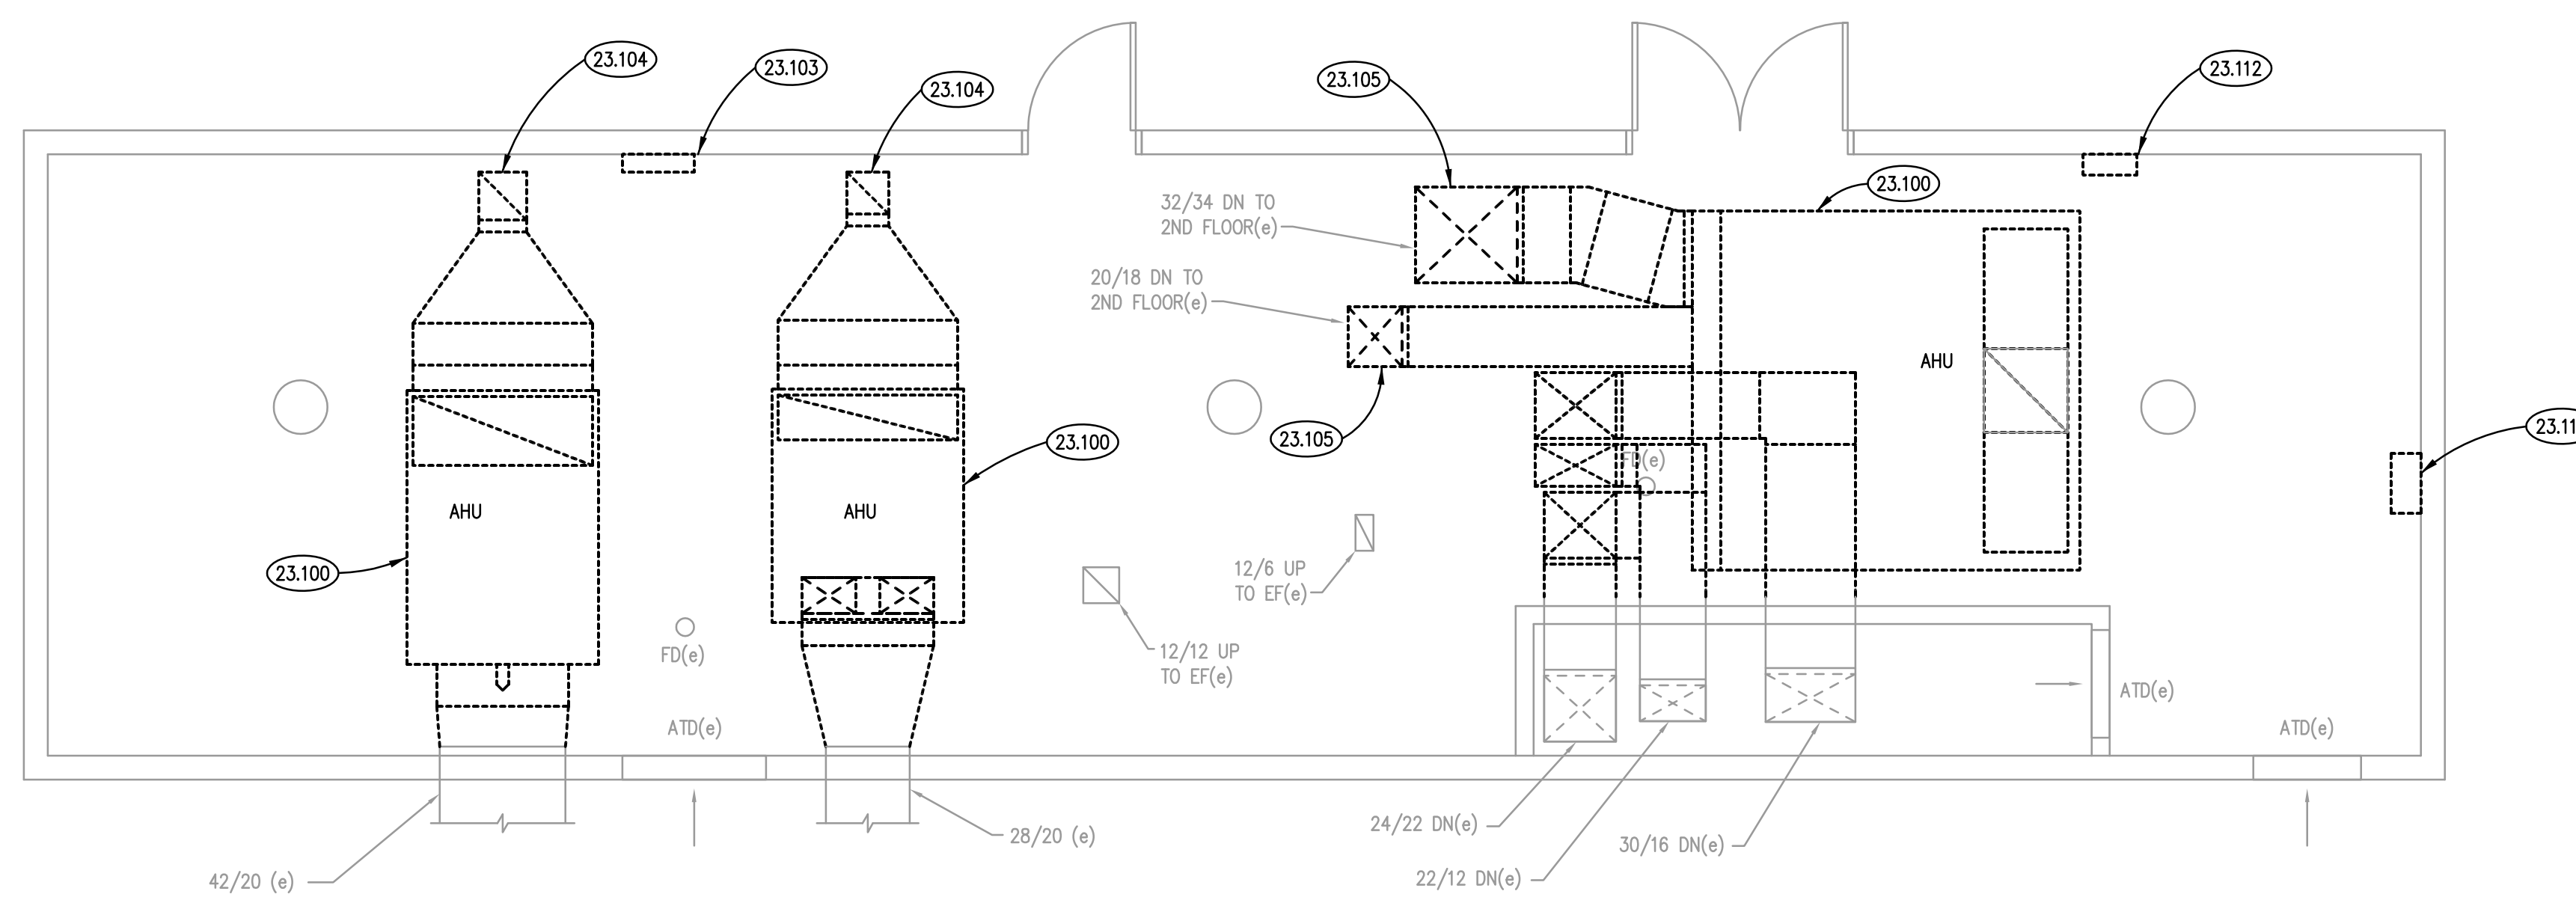 23.104
23.103
23.104
23.105
23.112
23.100
32/34 DN TO
2ND FLOOR(e)
20/18 DN TO
2ND FLOOR(e)
AHU
23.105
23.100
23.11
FD(e)
AHU
AHU
23.100
12/6 UP
TO EF(e)
12/12 UP
TO EF(e)
FD(e)
ATD(e)
ATD(e)
ATD(e)
28/20 (e)
24/22 DN(e)
30/16 DN(e)
22/12 DN(e)
42/20 (e)